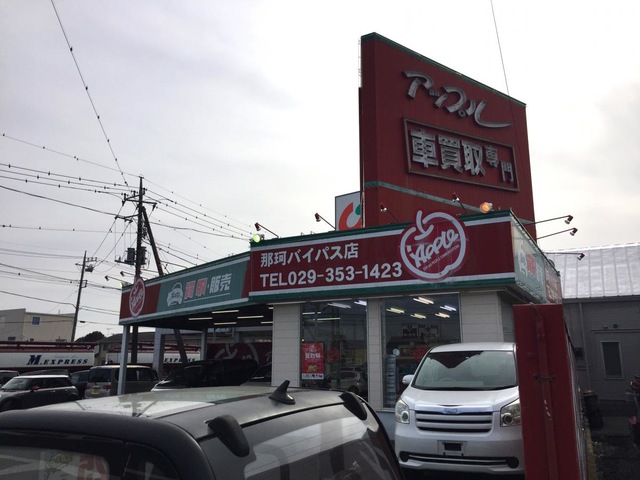 アップル
車買取専門
Apple
那珂バイパス店
TEL029-353-1423
買取・販売
M EXPRESS